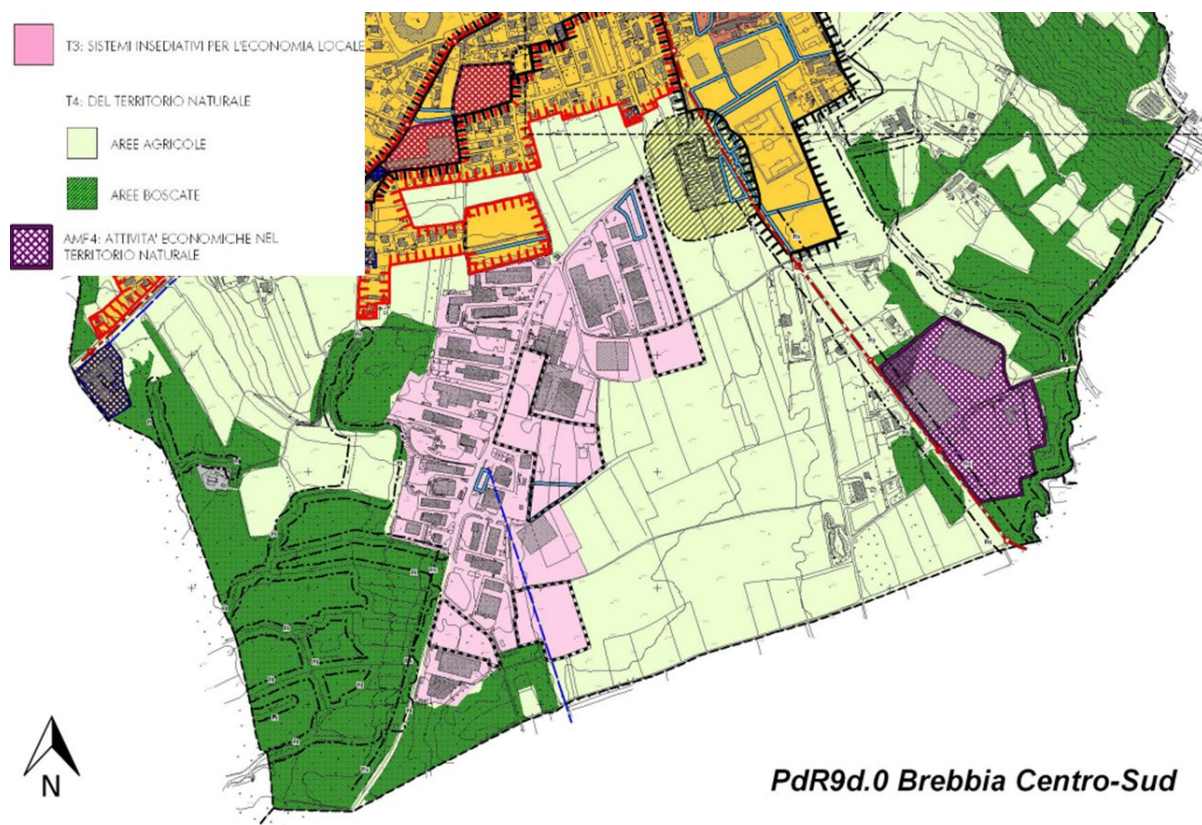 T3: SISTEMI INSEDIATIVI PER L'ECONOMIA LOCALE
T4: DEL TERRITORIO NATURALE
AREE AGRICOLE
AREE BOSCATE
AMF4: ATTIVITA' ECONOMICHE NEL
TERRITORIO NATURALE
N
PdR9d.0 Brebbia Centro-Sud